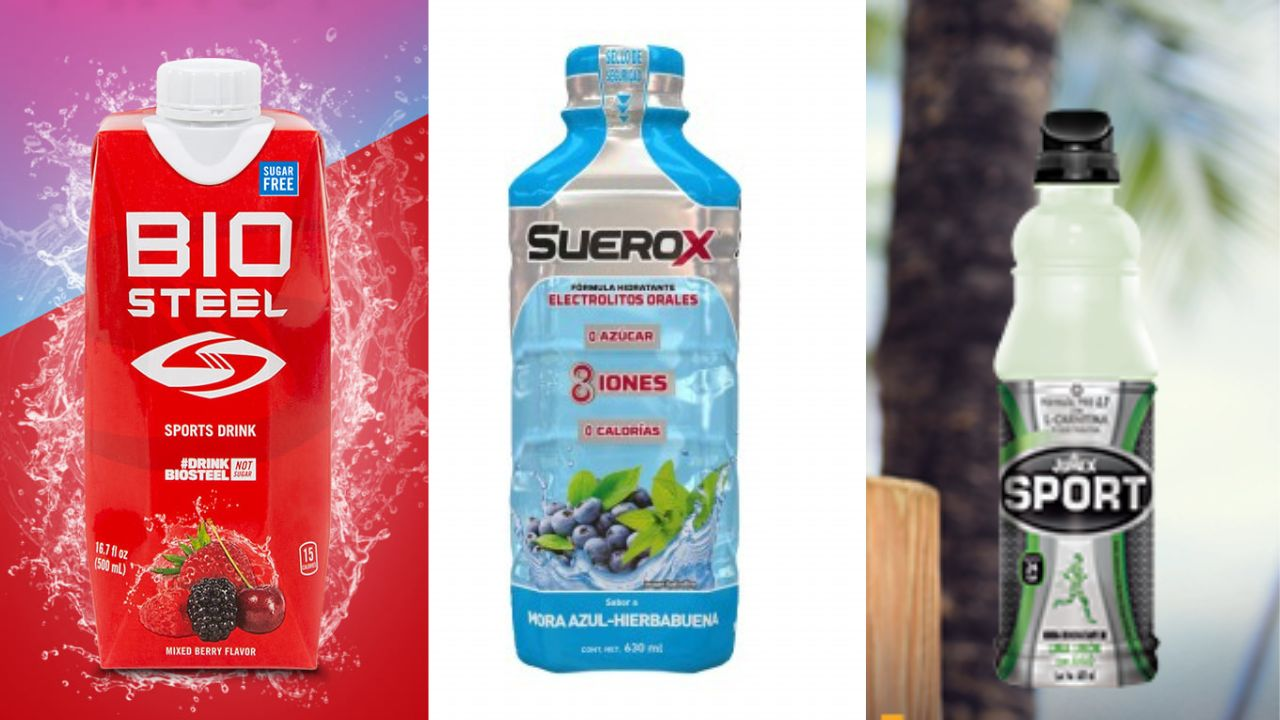 SUGAR
FREE
BIO
STEEL
SPORTS DRINK
#DRINK
BIOSTEEL
NOT
SUGAR
16.7 fl oz
(500 mL)
15
CALORIES
MIXED BERRY FLAVOR
SELLO DE
SEGURIDAD
SUEROX
FÓRMULA HIDRATANTE
ELECTROLITOS ORALES
0 AZÚCAR
8 IONES
0 CALORÍAS
Sabor a
MORA AZUL-HIERBABUENA
CONT. NET. 630 ml
L-CARNITINA
JUMEX
SPORT